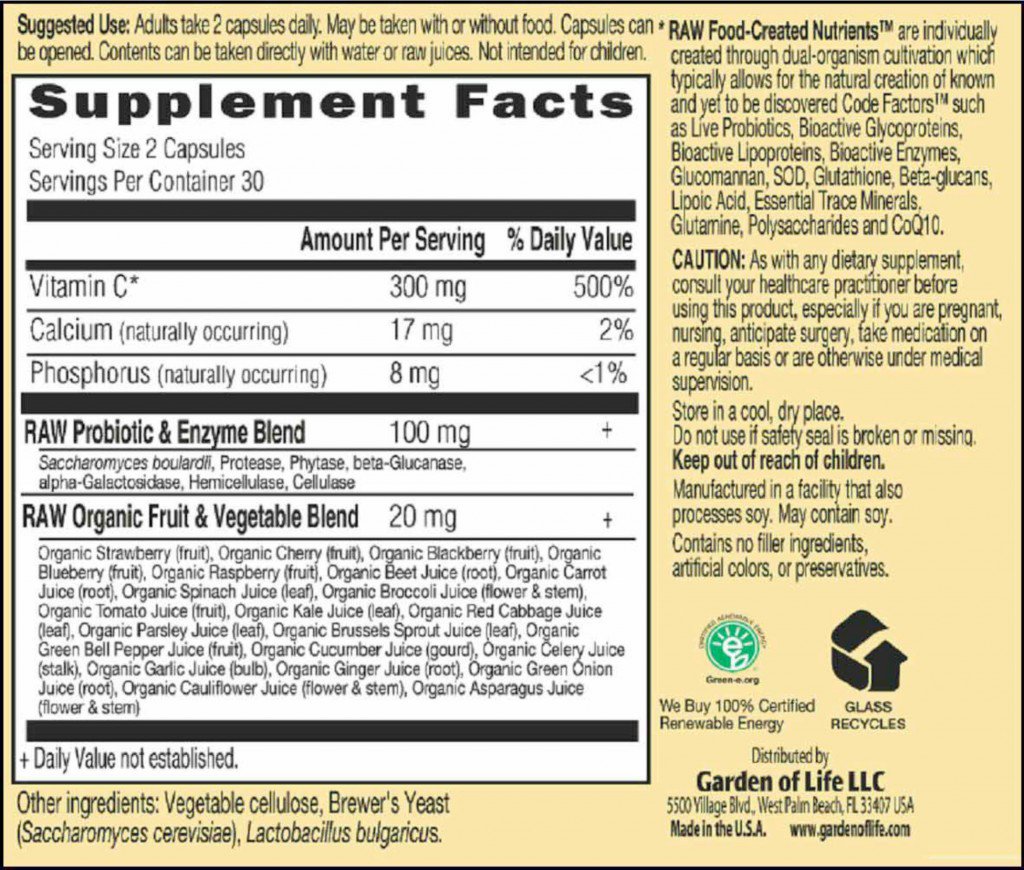 Suggested Use: Adults take 2 capsules daily. May be taken with or without food. Capsules can
be opened. Contents can be taken directly with water or raw juices. Not intended for children.
Supplement Facts
Serving Size 2 Capsules
Servings Per Container 30
Amount Per Serving % Daily Value
Vitamin C* 300 mg 500%
Calcium (naturally occurring) 17 mg 2%
Phosphorus (naturally occurring) 8 mg <1%
RAW Probiotic & Enzyme Blend 100 mg +
Saccharomyces boulardii, Protease, Phytase, beta-Glucanase,
alpha-Galactosidase, Hemicellulase, Cellulase
RAW Organic Fruit & Vegetable Blend 20 mg +
Organic Strawberry (fruit), Organic Cherry (fruit), Organic Blackberry (fruit), Organic
Blueberry (fruit), Organic Raspberry (fruit), Organic Beet Juice (root), Organic Carrot
Juice (root), Organic Spinach Juice (leaf), Organic Broccoli Juice (flower & stem),
Organic Tomato Juice (fruit), Organic Kale Juice (leaf), Organic Red Cabbage Juice
(leaf), Organic Parsley Juice (leaf), Organic Brussels Sprout Juice (leaf), Organic
Green Bell Pepper Juice (fruit), Organic Cucumber Juice (gourd), Organic Celery Juice
(stalk), Organic Garlic Juice (bulb), Organic Ginger Juice (root), Organic Green Onion
Juice (root), Organic Cauliflower Juice (flower & stem), Organic Asparagus Juice
(flower & stem)
+ Daily Value not established.
Other ingredients: Vegetable cellulose, Brewer's Yeast
(Saccharomyces cerevisiae), Lactobacillus bulgaricus.
* RAW Food-Created Nutrients™ are individually
created through dual-organism cultivation which
typically allows for the natural creation of known
and yet to be discovered Code Factors™ such
as Live Probiotics, Bioactive Glycoproteins,
Bioactive Lipoproteins, Bioactive Enzymes,
Glucomannan, SOD, Glutathione, Beta-glucans,
Lipoic Acid, Essential Trace Minerals,
Glutamine, Polysaccharides and CoQ10.
CAUTION: As with any dietary supplement,
consult your healthcare practitioner before
using this product, especially if you are pregnant,
nursing, anticipate surgery, take medication on
a regular basis or are otherwise under medical
supervision.
Store in a cool, dry place.
Do not use if safety seal is broken or missing.
Keep out of reach of children.
Manufactured in a facility that also
processes soy. May contain soy.
Contains no filler ingredients,
artificial colors, or preservatives.
CERTIFIED RENEWABLE ENERGY
Green-e.org
We Buy 100% Certified
Renewable Energy
GLASS
RECYCLES
Distributed by
Garden of Life LLC
5500 Village Blvd., West Palm Beach, FL 33407 USA
Made in the U.S.A. www.gardenoflife.com